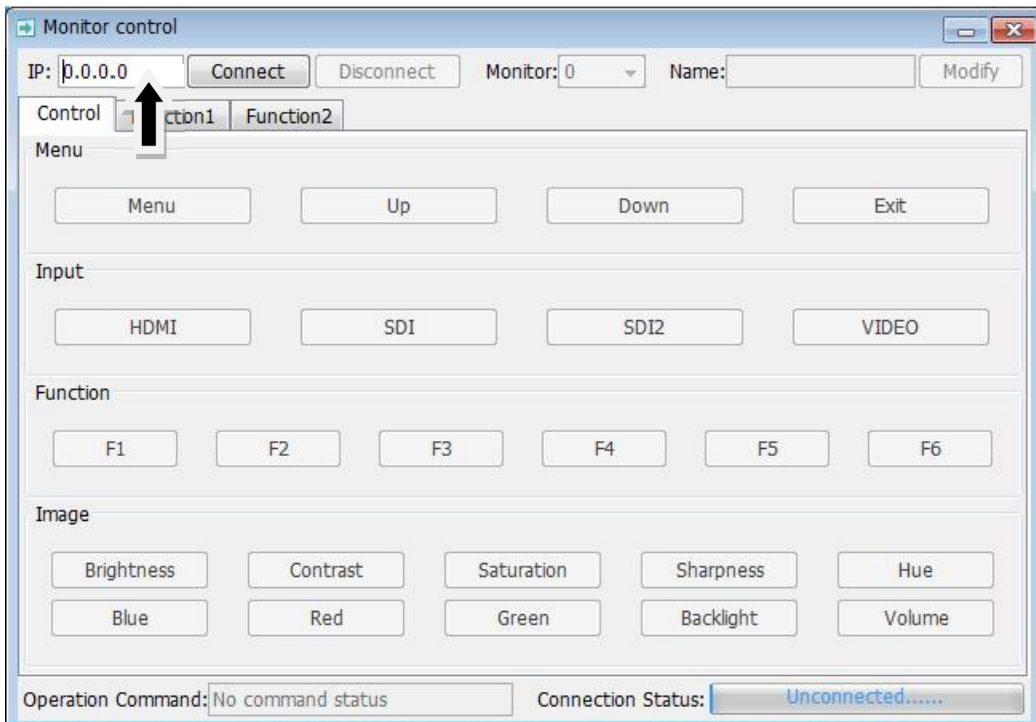 Monitor control
IP: 0.0.0.0 Connect Disconnect Monitor: 0 Name: Modify
Control ction1 Function2
Menu
Menu Up Down Exit
Input
HDMI SDI SDI2 VIDEO
Function
F1 F2 F3 F4 F5 F6
Image
Brightness Contrast Saturation Sharpness Hue
Blue Red Green Backlight Volume
Operation Command: No command status Connection Status: Unconnected......